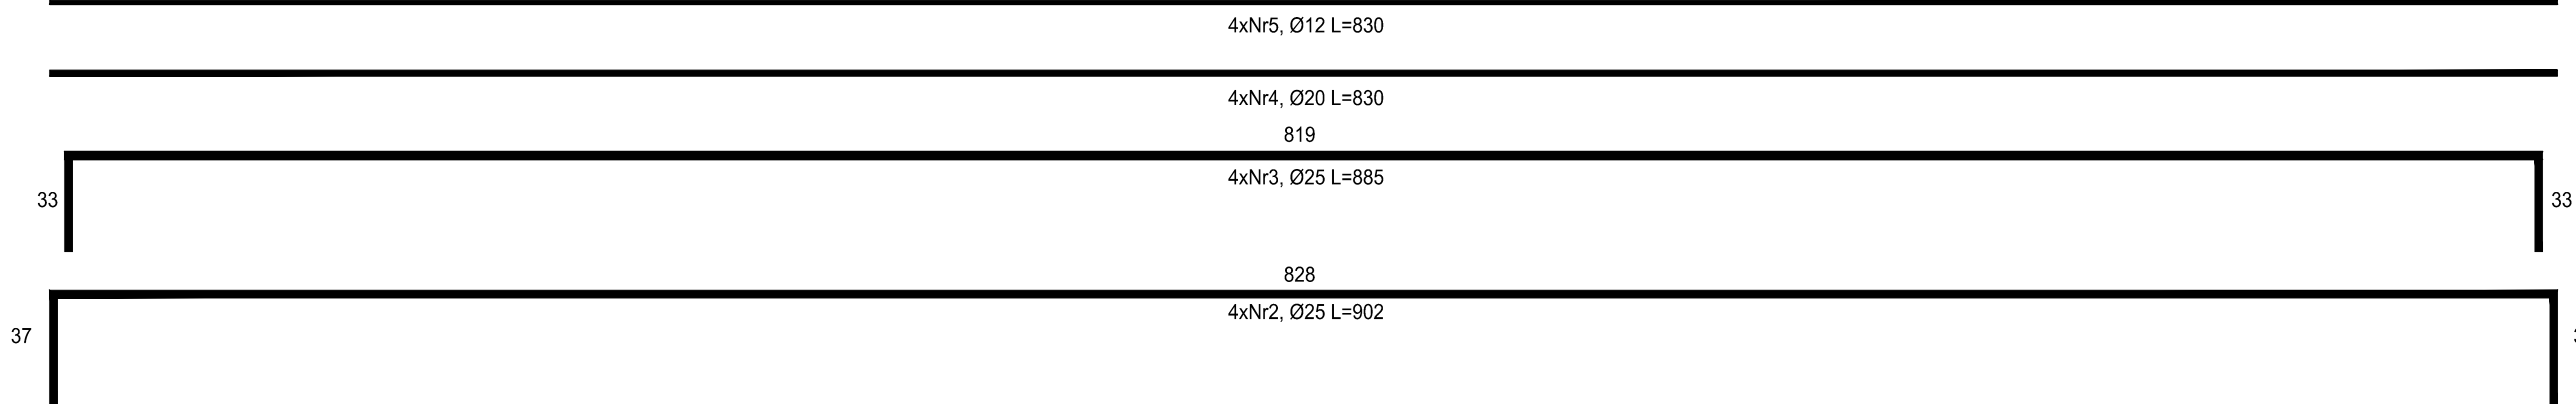 4xNr5, Ø12 L=830
4xNr4, Ø20 L=830
819
4xNr3, Ø25 L=885
33
33
828
4xNr2, Ø25 L=902
37